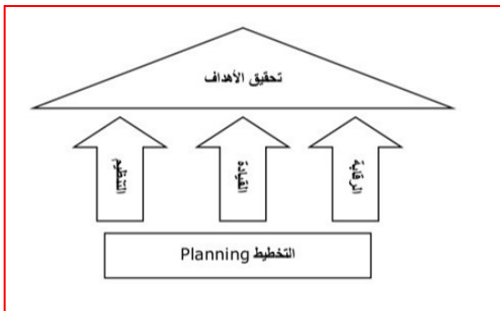 تحقيق الأهداف
الرقابة
القيادة
التنظيم
التخطيط Planning